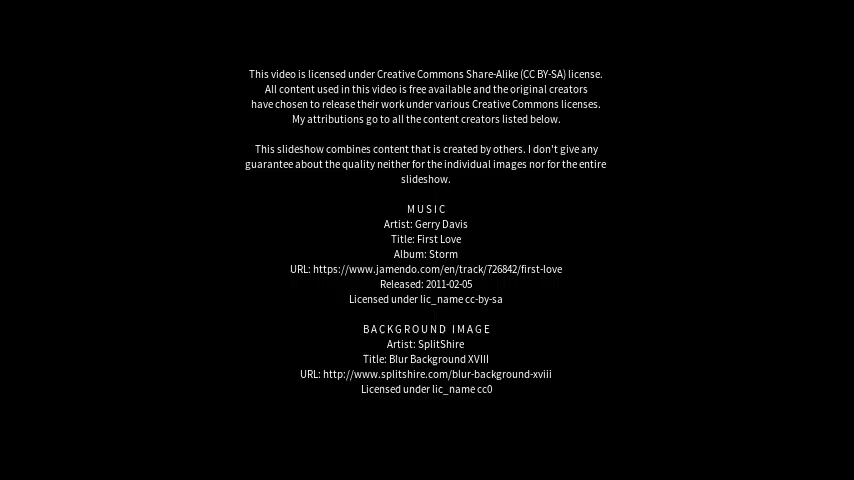 This video is licensed under Creative Commons Share-Alike (CC BY-SA) license.
All content used in this video is free available and the original creators
have chosen to release their work under various Creative Commons licenses.
My attributions go to all the content creators listed below.
This slideshow combines content that is created by others. I don't give any
guarantee about the quality neither for the individual images nor for the entire
slideshow.
MUSIC
Artist: Gerry Davis
Title: First Love
Album: Storm
URL: https://www.jamendo.com/en/track/726842/first-love
Released: 2011-02-05
Licensed under lic_name cc-by-sa
BACKGROUND IMAGE
Artist: SplitShire
Title: Blur Background XVIII
URL: http://www.splitshire.com/blur-background-xviii
Licensed under lic_name cc0